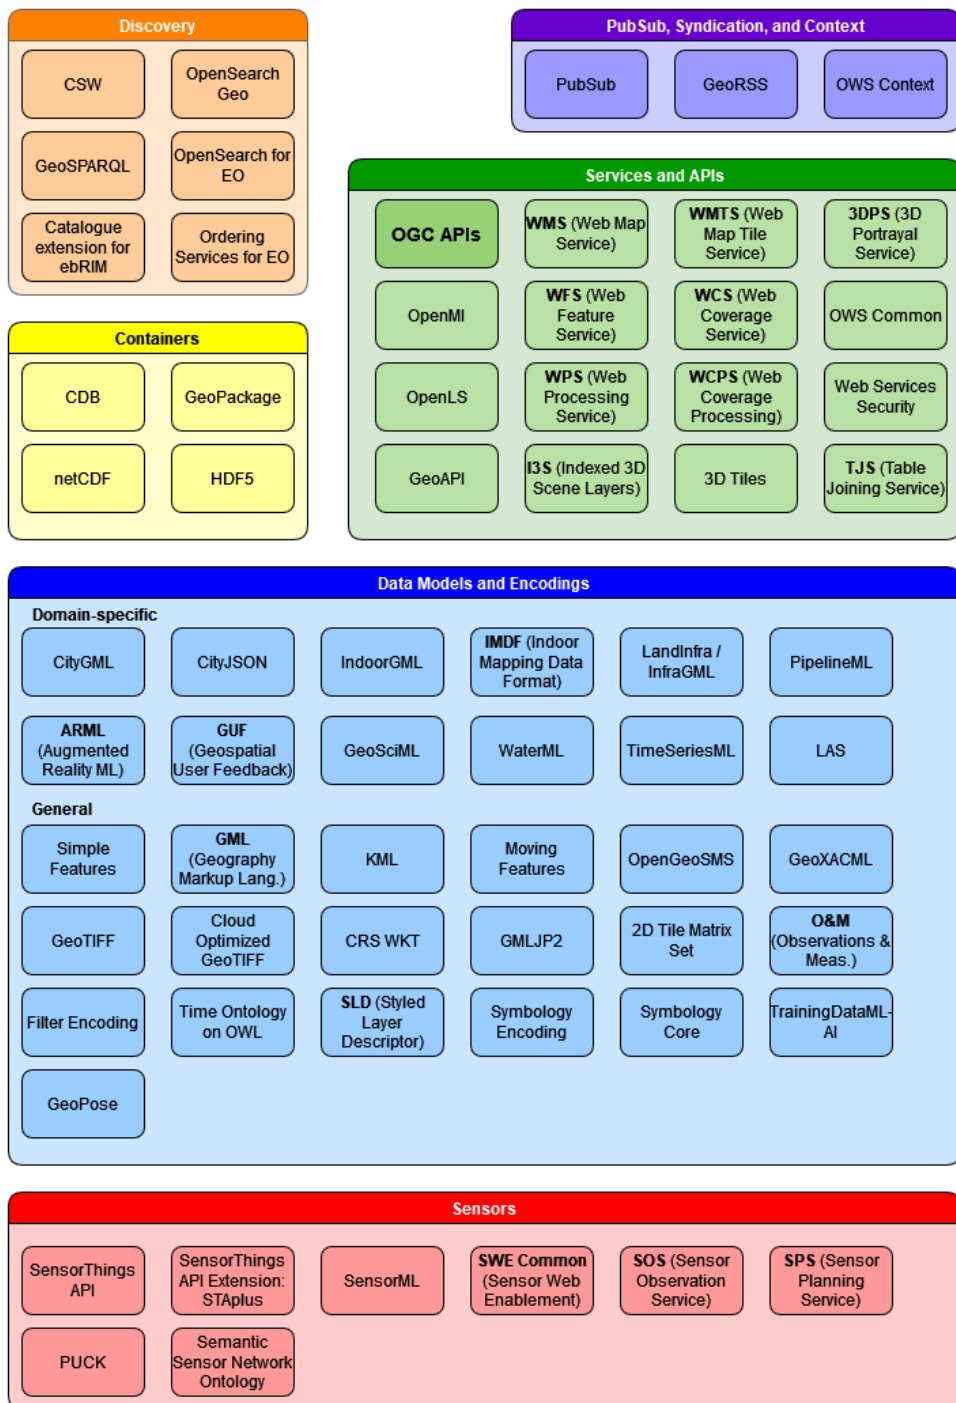 Discovery
CSW
OpenSearch
Geo
GeoSPARQL
OpenSearch for
EO
Catalogue
extension for
ebRIM
Ordering
Services for EO
PubSub, Syndication, and Context
PubSub
GeoRSS
OWS Context
Services and APIs
OGC APIs
WMS (Web Map
Service)
WMTS (Web
Map Tile
Service)
3DPS (3D
Portrayal
Service)
OpenMI
WFS (Web
Feature
Service)
WCS (Web
Coverage
Service)
OWS Common
OpenLS
WPS (Web
Processing
Service)
WCPS (Web
Coverage
Processing)
Web Services
Security
GeoAPI
I3S (Indexed 3D
Scene Layers)
3D Tiles
TJS (Table
Joining Service)
Containers
CDB
GeoPackage
netCDF
HDF5
Data Models and Encodings
Domain-specific
CityGML
CityJSON
IndoorGML
IMDF (Indoor
Mapping Data
Format)
LandInfra /
InfraGML
PipelineML
ARML
(Augmented
Reality ML)
GUF
(Geospatial
User Feedback)
GeoSciML
WaterML
TimeSeriesML
LAS
General
Simple
Features
GML
(Geography
Markup Lang.)
KML
Moving
Features
OpenGeoSMS
GeoXACML
GeoTIFF
Cloud
Optimized
GeoTIFF
CRS WKT
GMLJP2
2D Tile Matrix
Set
O&M
(Observations &
Meas.)
Filter Encoding
Time Ontology
on OWL
SLD (Styled
Layer
Descriptor)
Symbology
Encoding
Symbology
Core
TrainingDataML-
AI
GeoPose
Sensors
SensorThings
API
SensorThings
API Extension:
STAplus
SensorML
SWE Common
(Sensor Web
Enablement)
SOS (Sensor
Observation
Service)
SPS (Sensor
Planning
Service)
PUCK
Semantic
Sensor Network
Ontology